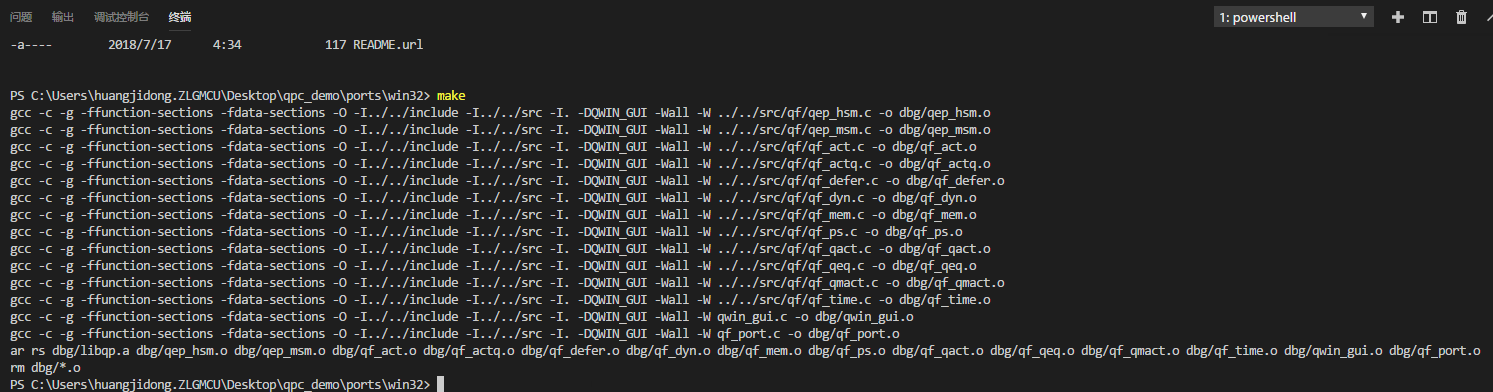 问题 输出 调试控制台 终端 1: powershell
-a---- 2018/7/17 4:34 117 README.url
PS C:\Users\huangjidong.ZLGMCU\Desktop\qpc_demo\ports\win32> make
gcc -c -g -ffunction-sections -fdata-sections -O -I../../include -I../../src -I. -DQWIN_GUI -Wall -W ../../src/qf/qep_hsm.c -o dbg/qep_hsm.o
gcc -c -g -ffunction-sections -fdata-sections -O -I../../include -I../../src -I. -DQWIN_GUI -Wall -W ../../src/qf/qep_msm.c -o dbg/qep_msm.o
gcc -c -g -ffunction-sections -fdata-sections -O -I../../include -I../../src -I. -DQWIN_GUI -Wall -W ../../src/qf/qf_act.c -o dbg/qf_act.o
gcc -c -g -ffunction-sections -fdata-sections -O -I../../include -I../../src -I. -DQWIN_GUI -Wall -W ../../src/qf/qf_actq.c -o dbg/qf_actq.o
gcc -c -g -ffunction-sections -fdata-sections -O -I../../include -I../../src -I. -DQWIN_GUI -Wall -W ../../src/qf/qf_defer.c -o dbg/qf_defer.o
gcc -c -g -ffunction-sections -fdata-sections -O -I../../include -I../../src -I. -DQWIN_GUI -Wall -W ../../src/qf/qf_dyn.c -o dbg/qf_dyn.o
gcc -c -g -ffunction-sections -fdata-sections -O -I../../include -I../../src -I. -DQWIN_GUI -Wall -W ../../src/qf/qf_mem.c -o dbg/qf_mem.o
gcc -c -g -ffunction-sections -fdata-sections -O -I../../include -I../../src -I. -DQWIN_GUI -Wall -W ../../src/qf/qf_ps.c -o dbg/qf_ps.o
gcc -c -g -ffunction-sections -fdata-sections -O -I../../include -I../../src -I. -DQWIN_GUI -Wall -W ../../src/qf/qf_qact.c -o dbg/qf_qact.o
gcc -c -g -ffunction-sections -fdata-sections -O -I../../include -I../../src -I. -DQWIN_GUI -Wall -W ../../src/qf/qf_qeq.c -o dbg/qf_qeq.o
gcc -c -g -ffunction-sections -fdata-sections -O -I../../include -I../../src -I. -DQWIN_GUI -Wall -W ../../src/qf/qf_qmact.c -o dbg/qf_qmact.o
gcc -c -g -ffunction-sections -fdata-sections -O -I../../include -I../../src -I. -DQWIN_GUI -Wall -W ../../src/qf/qf_time.c -o dbg/qf_time.o
gcc -c -g -ffunction-sections -fdata-sections -O -I../../include -I../../src -I. -DQWIN_GUI -Wall -W qwin_gui.c -o dbg/qwin_gui.o
gcc -c -g -ffunction-sections -fdata-sections -O -I../../include -I../../src -I. -DQWIN_GUI -Wall -W qf_port.c -o dbg/qf_port.o
ar rs dbg/libqp.a dbg/qep_hsm.o dbg/qep_msm.o dbg/qf_act.o dbg/qf_actq.o dbg/qf_defer.o dbg/qf_dyn.o dbg/qf_mem.o dbg/qf_ps.o dbg/qf_qact.o dbg/qf_qeq.o dbg/qf_qmact.o dbg/qf_time.o dbg/qwin_gui.o dbg/qf_port.o
rm dbg/*.o
PS C:\Users\huangjidong.ZLGMCU\Desktop\qpc_demo\ports\win32>